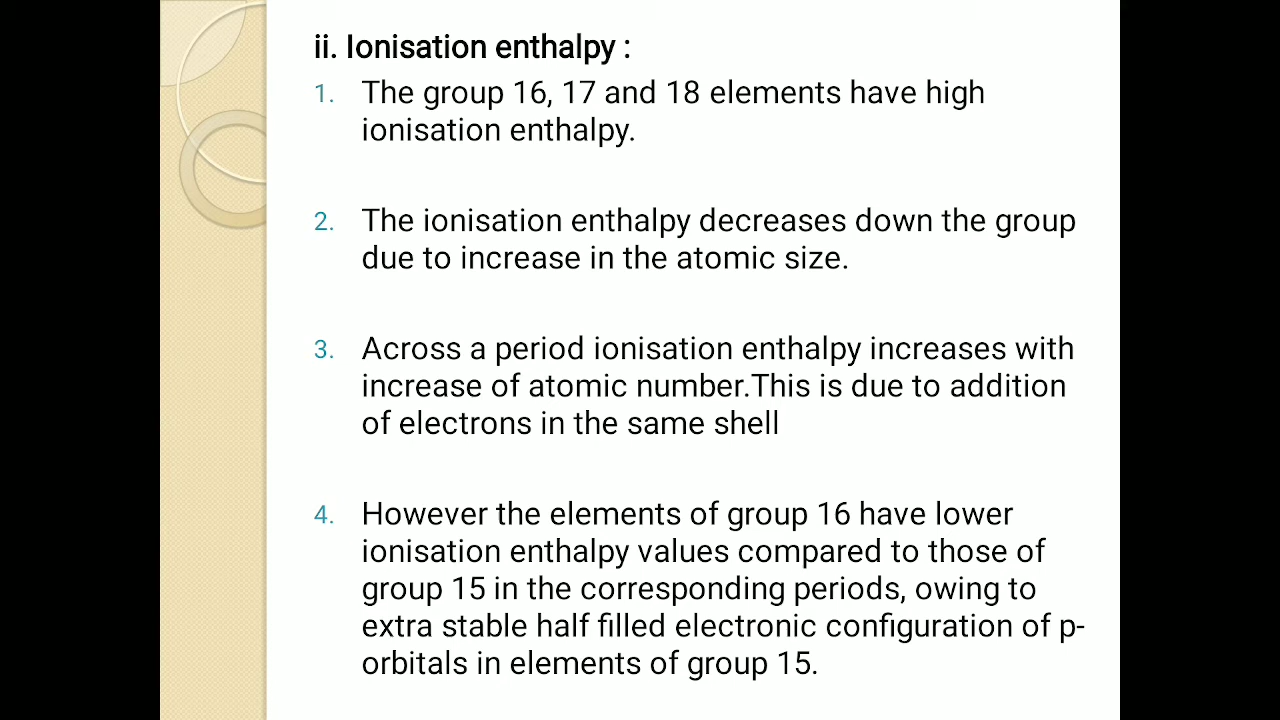 ii. Ionisation enthalpy :
1. The group 16, 17 and 18 elements have high
ionisation enthalpy.
2. The ionisation enthalpy decreases down the group
due to increase in the atomic size.
3. Across a period ionisation enthalpy increases with
increase of atomic number.This is due to addition
of electrons in the same shell
4. However the elements of group 16 have lower
ionisation enthalpy values compared to those of
group 15 in the corresponding periods, owing to
extra stable half filled electronic configuration of p-
orbitals in elements of group 15.